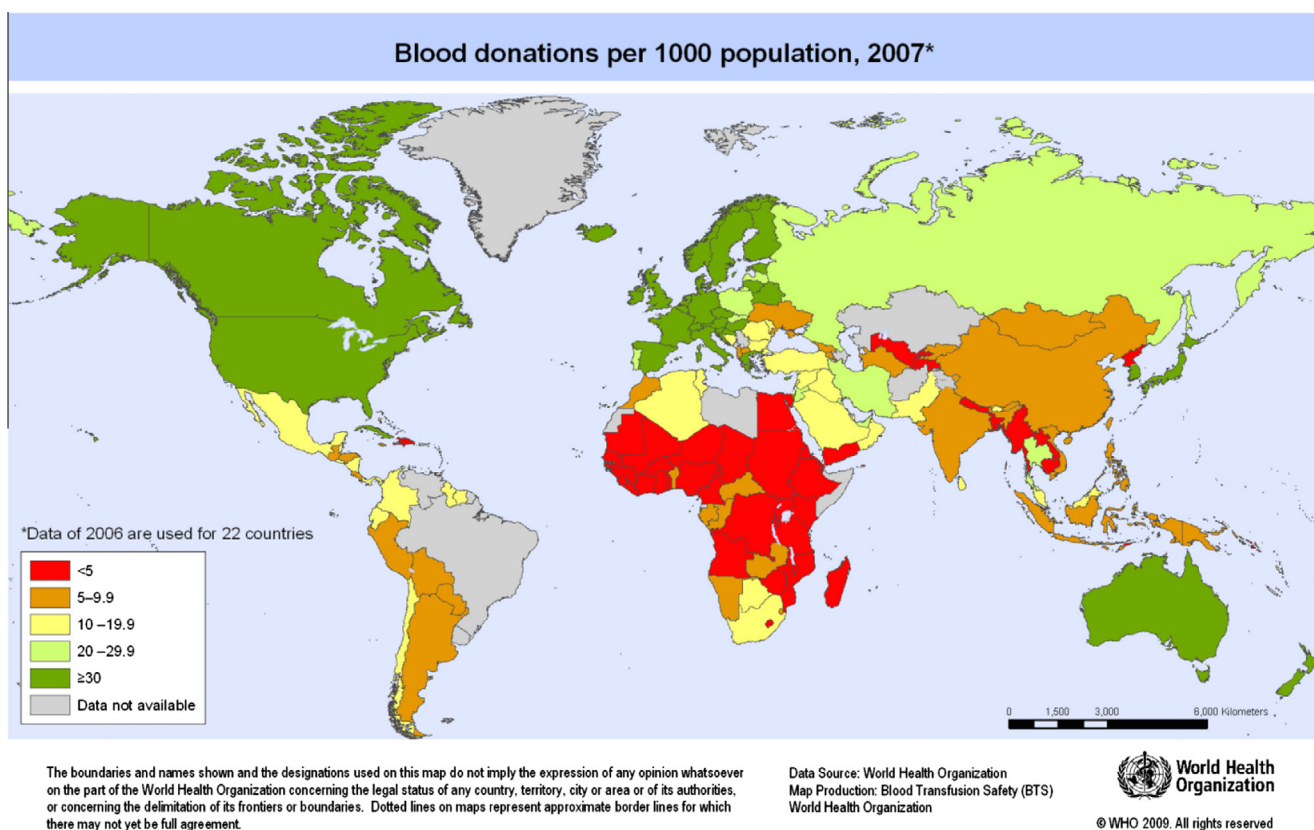 Blood donations per 1000 population, 2007*
*Data of 2006 are used for 22 countries
<5
5–9.9
10 –19.9
20 –29.9
≥30
Data not available
0 1,500 3,000 6,000 Kilometers
The boundaries and names shown and the designations used on this map do not imply the expression of any opinion whatsoever
on the part of the World Health Organization concerning the legal status of any country, territory, city or area or of its authorities,
or concerning the delimitation of its frontiers or boundaries. Dotted lines on maps represent approximate border lines for which
there may not yet be full agreement.
Data Source: World Health Organization
Map Production: Blood Transfusion Safety (BTS)
World Health Organization
World Health
Organization
© WHO 2009. All rights reserved